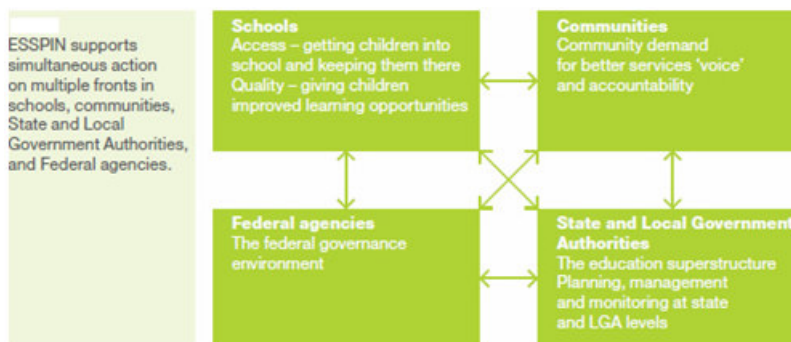 ESSPIN supports
simultaneous action
on multiple fronts in
schools, communities,
State and Local
Government Authorities,
and Federal agencies.
Schools
Access – getting children into
school and keeping them there
Quality – giving children
improved learning opportunities
Communities
Community demand
for better services ‘voice’
and accountability
Federal agencies
The federal governance
environment
State and Local Government
Authorities
The education superstructure
Planning, management
and monitoring at state
and LGA levels